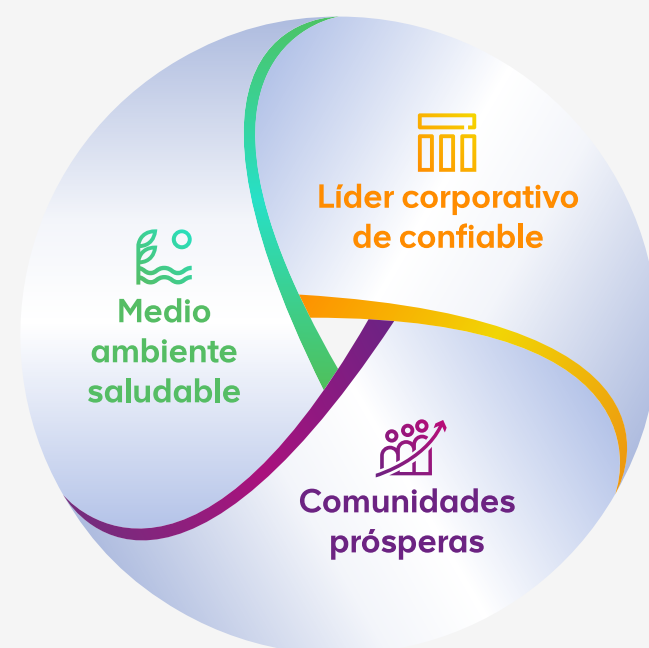 Líder corporativo
de confiable
Medio
ambiente
saludable
Comunidades
prósperas